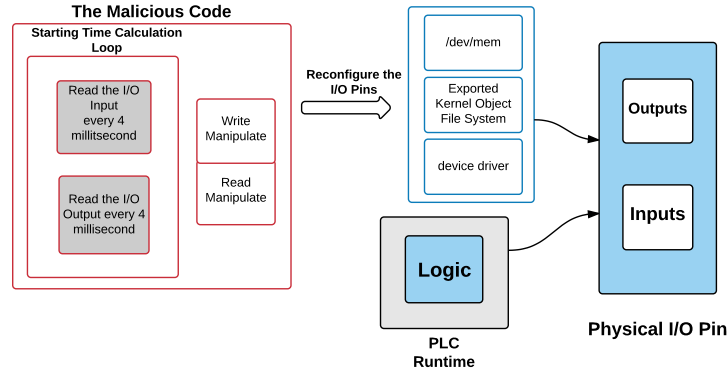 The Malicious Code
Starting Time Calculation
Loop
Read the I/O
Input
every 4
millitsecond
Read the I/O
Output every 4
millisecond
Write
Manipulate
Read
Manipulate
Reconfigure the
I/O Pins
/dev/mem
Exported
Kernel Object
File System
device driver
Logic
PLC
Runtime
Outputs
Inputs
Physical I/O Pin